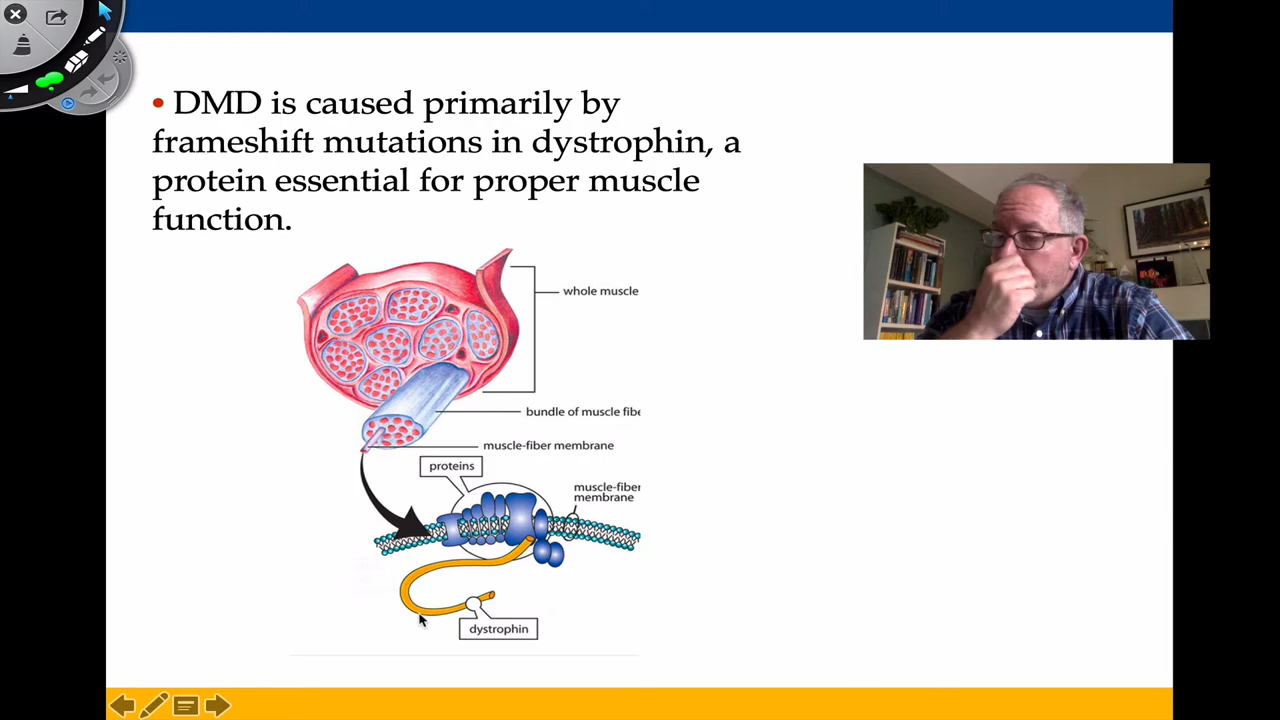 • DMD is caused primarily by
frameshift mutations in dystrophin, a
protein essential for proper muscle
function.
whole muscle
bundle of muscle fibe
muscle-fiber membrane
proteins
muscle-fiber
membrane
dystrophin